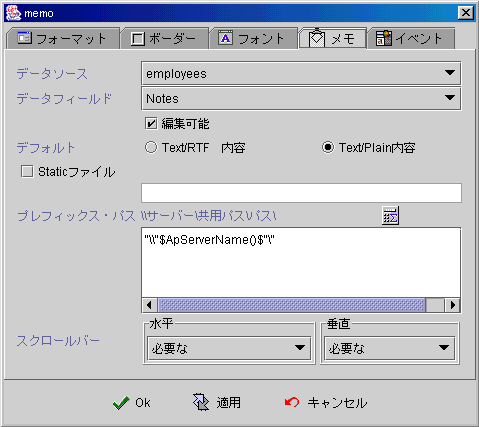 memo
フォーマット ボーダー フォント メモ イベント
データソース employees
データフィールド Notes
編集可能
デフォルト Text/RTF 内容 Text/Plain内容
Staticファイル
プレフィックス・パス \\サーバー\共用パス\パス\
"\\"$ApServerName()$"\"
水平 垂直
スクロールバー 必要な 必要な
Ok 適用 キャンセル